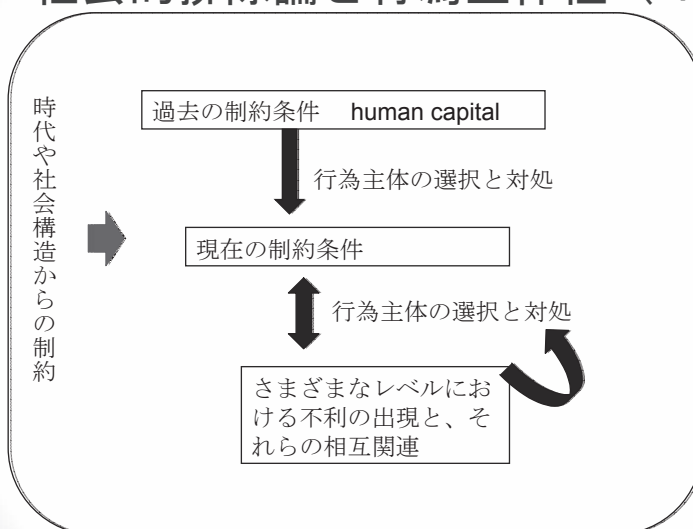 時代や社会構造からの制約
過去の制約条件 human capital
行為主体の選択と対処
現在の制約条件
行為主体の選択と対処
さまざまなレベルにお
ける不利の出現と、そ
れらの相互関連